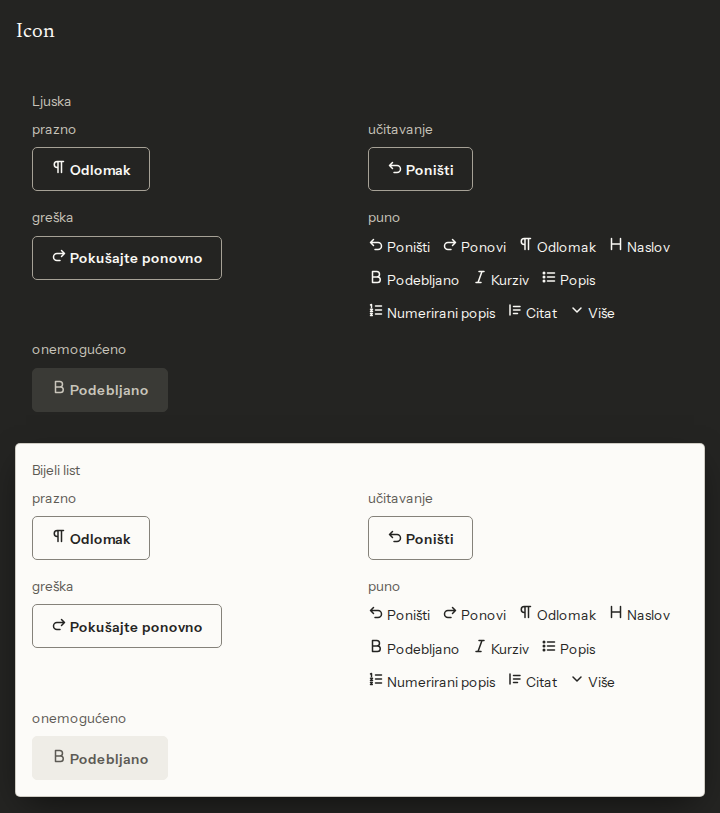 Icon
Ljuska
prazno
učitavanje
Odlomak
Poništi
greška
puno
Pokušajte ponovno
Poništi Ponovi Odlomak Naslov
Podebljano Kurziv Popis
Numerirani popis Citat Više
onemogućeno
Podebljano
Bijeli list
prazno
učitavanje
Odlomak
Poništi
greška
puno
Pokušajte ponovno
Poništi Ponovi Odlomak Naslov
Podebljano Kurziv Popis
Numerirani popis Citat Više
onemogućeno
Podebljano